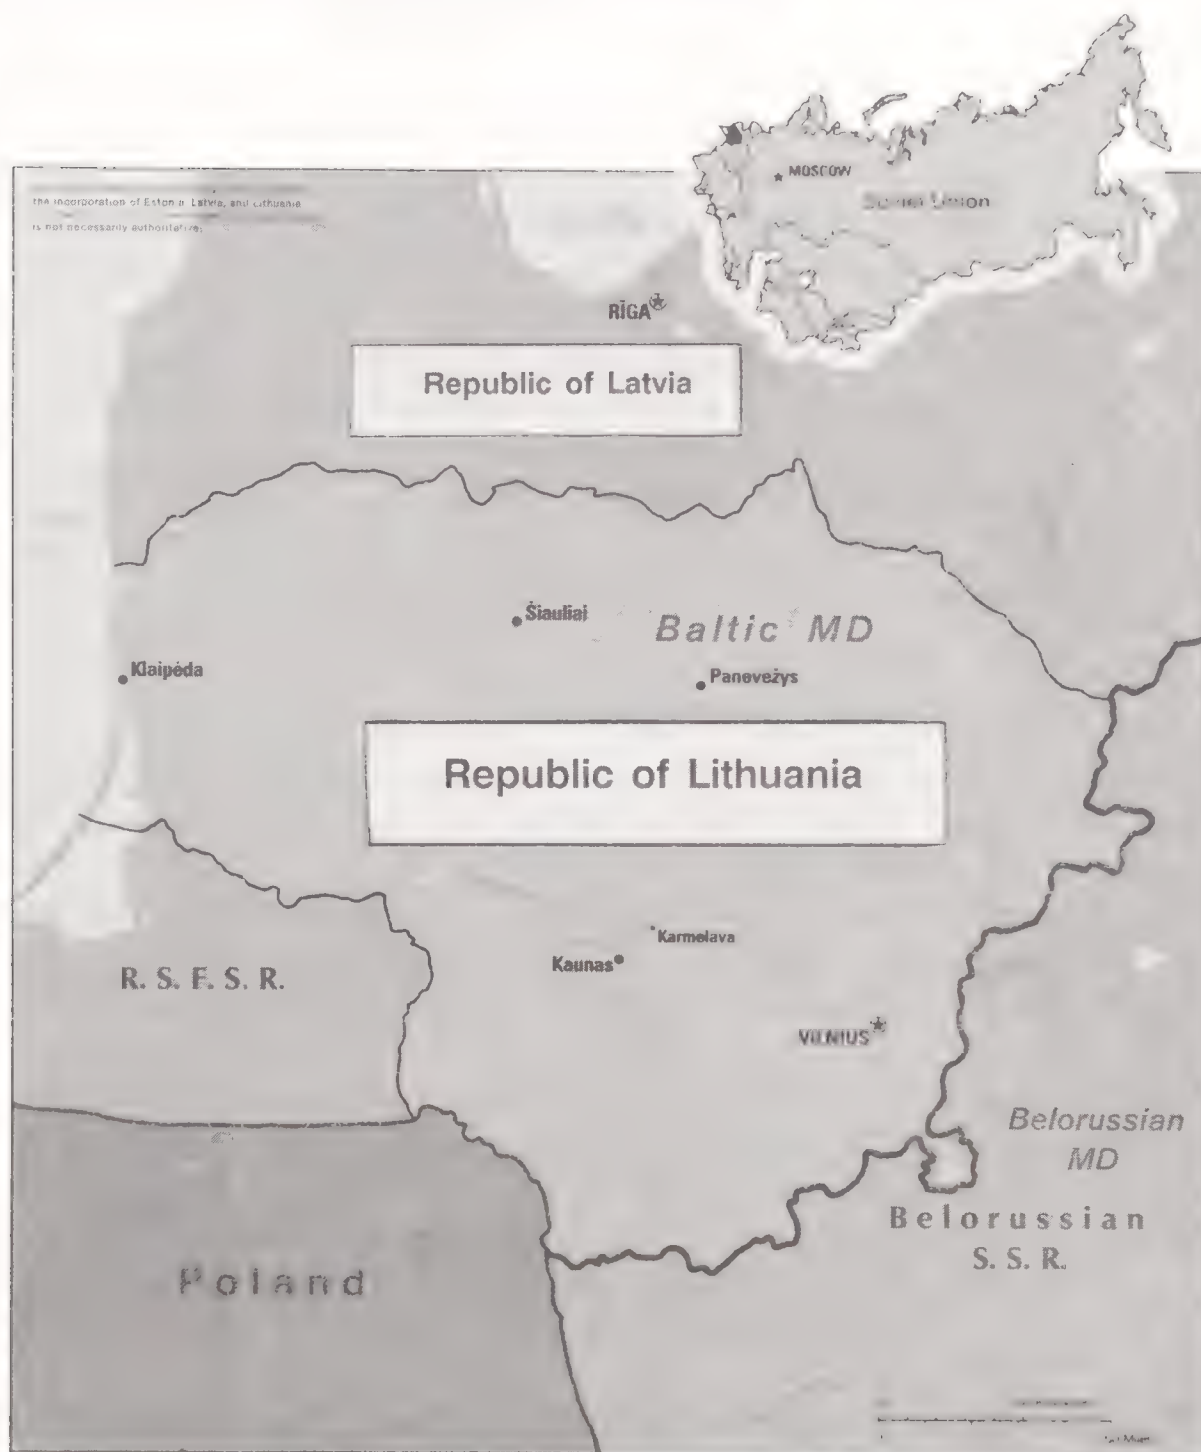 MOSCOW
Soviet Union
the incorporation of Estonia, Latvia, and Lithuania
is not necessarily authoritative.
RĪGA
Republic of Latvia
Šiauliai
Baltic MD
Klaipėda
Panevežys
Republic of Lithuania
Karmelava
Kaunas
R. S. F. S. R.
VILNIUS
Belorussian
MD
Belorussian
S. S. R.
Poland